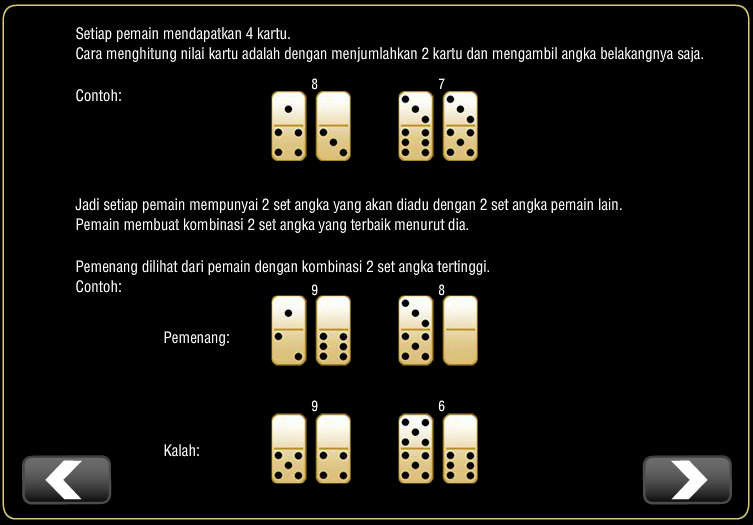 Setiap pemain mendapatkan 4 kartu.
Cara menghitung nilai kartu adalah dengan menjumlahkan 2 kartu dan mengambil angka belakangnya saja.
Contoh:
8 7
Jadi setiap pemain mempunyai 2 set angka yang akan diadu dengan 2 set angka pemain lain.
Pemain membuat kombinasi 2 set angka yang terbaik menurut dia.
Pemenang dilihat dari pemain dengan kombinasi 2 set angka tertinggi.
Contoh:
9 8
Pemenang:
9 6
Kalah: